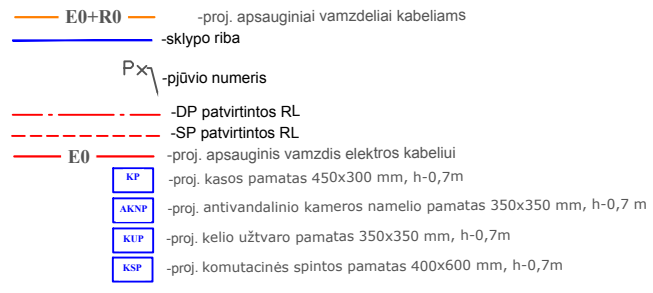 E0+R0 -proj. apsauginiai vamzdeliai kabeliams
-sklypo riba
Px -pjūvio numeris
-DP patvirtintos RL
-SP patvirtintos RL
E0 -proj. apsauginis vamzdis elektros kabeliui
KP -proj. kasos pamatas 450x300 mm, h-0,7m
AKNP -proj. antivandalinio kameros namelio pamatas 350x350 mm, h-0,7 m
KUP -proj. kelio užtvaro pamatas 350x350 mm, h-0,7m
KSP -proj. komutacinės spintos pamatas 400x600 mm, h-0,7m